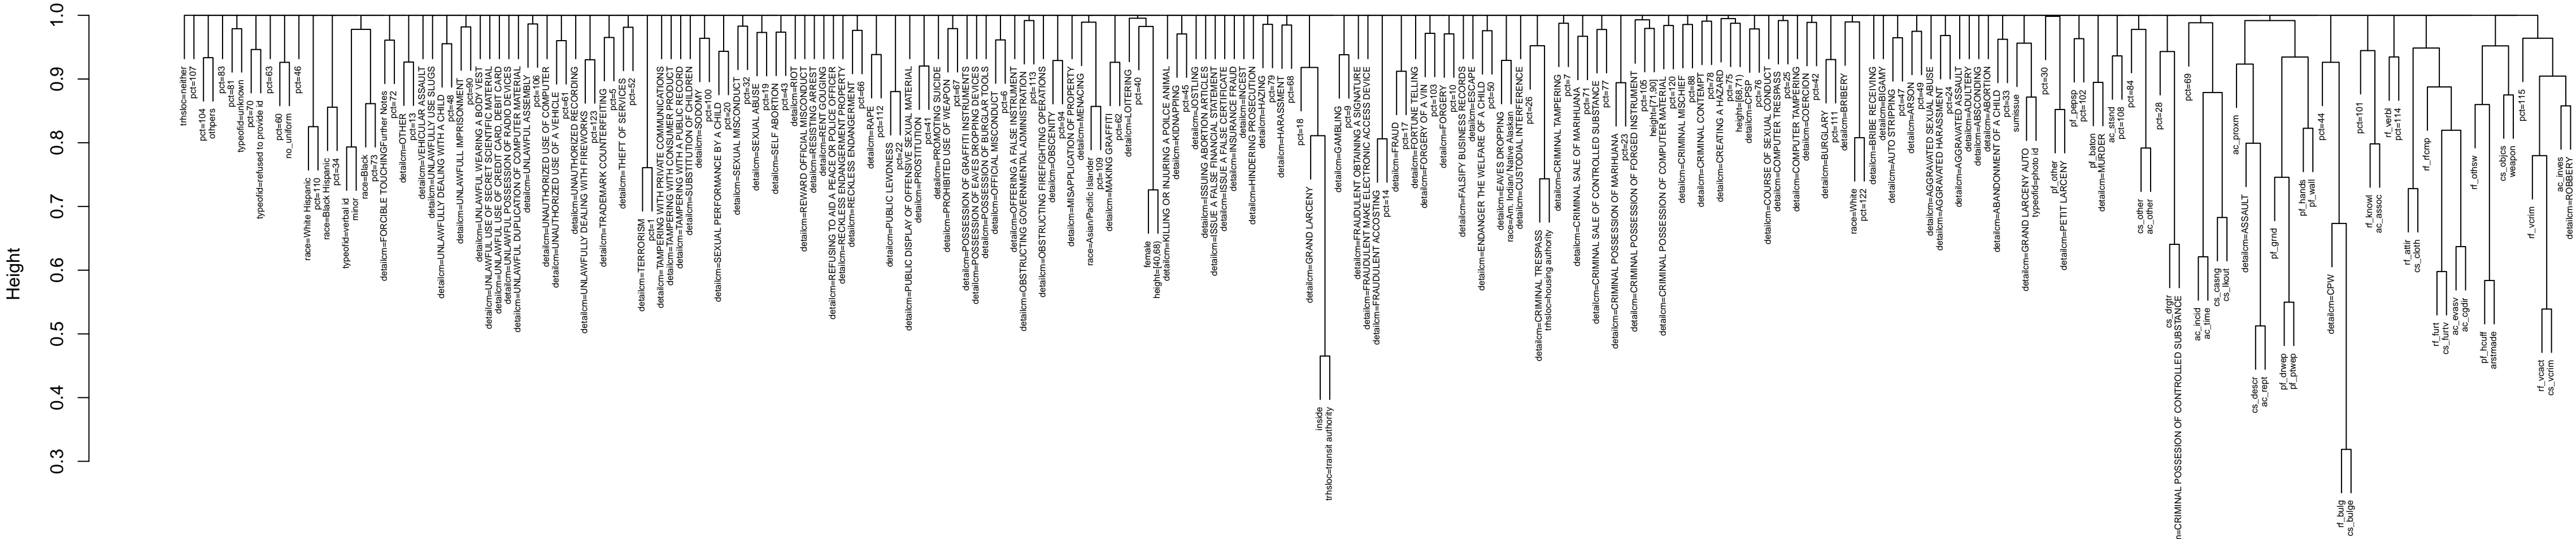 Height
1.0
0.9
0.8
0.7
0.6
0.5
0.4
0.3
trhsloc=neither
pct=107
pct=104
others
pct=83
pct=81
typeofid=unknown
pct=70
typeofid=refused to provide id
pct=63
pct=60
no_uniform
pct=46
race=White Hispanic
pct=110
race=Black Hispanic
pct=34
typeofid=verbal id
minor
race=Black
pct=73
detailcm=FORCIBLE TOUCHINGFurther Notes
pct=72
detailcm=OTHER
pct=13
detailcm=VEHICULAR ASSAULT
detailcm=UNLAWFULLY USE SLUGS
detailcm=UNLAWFULLY DEALING WITH A CHILD
pct=48
detailcm=UNLAWFULL IMPRISONMENT
pct=90
detailcm=UNLAWFUL WEARING A BODY VEST
detailcm=UNLAWFUL USE OF SECRET SCIENTIFIC MATERIAL
detailcm=UNLAWFUL USE OF CREDIT CARD, DEBIT CARD
detailcm=UNLAWFUL POSSESSION OF RADIO DEVICES
detailcm=UNLAWFUL DUPLICATION OF COMPUTER MATERIAL
detailcm=UNLAWFUL ASSEMBLY
pct=106
detailcm=UNAUTHORIZED USE OF COMPUTER
detailcm=UNAUTHORIZED USE OF A VEHICLE
pct=61
detailcm=UNAUTHORIZED RECORDING
detailcm=UNLAWFULLY DEALING WITH FIREWORKS
pct=123
detailcm=TRADEMARK COUNTERFEITING
pct=5
detailcm=THEFT OF SERVICES
pct=52
detailcm=TERRORISM
pct=1
detailcm=TAMPERING WITH PRIVATE COMMUNICATIONS
detailcm=TAMPERING WITH CONSUMER PRODUCT
detailcm=TAMPERING WITH A PUBLIC RECORD
detailcm=SUBSTITUTION OF CHILDREN
detailcm=SODOMY
pct=100
detailcm=SEXUAL PERFORMANCE BY A CHILD
pct=20
detailcm=SEXUAL MISCONDUCT
pct=32
detailcm=SEXUAL ABUSE
pct=19
detailcm=SELF ABORTION
pct=43
detailcm=RIOT
detailcm=REWARD OFFICIAL MISCONDUCT
detailcm=RESISTING ARREST
detailcm=RENT GOUGING
detailcm=REFUSING TO AID A PEACE OR POLICE OFFICER
detailcm=RECKLESS ENDANGERMENT PROPERTY
detailcm=RECKLESS ENDANGERMENT
pct=66
detailcm=RAPE
pct=112
detailcm=PUBLIC LEWDNESS
pct=22
detailcm=PUBLIC DISPLAY OF OFFENSIVE SEXUAL MATERIAL
detailcm=PROSTITUTION
pct=41
detailcm=PROMOTING SUICIDE
detailcm=PROHIBITED USE OF WEAPON
pct=67
detailcm=POSSESSION OF GRAFFITI INSTRUMENTS
detailcm=POSSESSION OF EAVES DROPPING DEVICES
detailcm=POSSESSION OF BURGLAR TOOLS
detailcm=OFFICIAL MISCONDUCT
pct=6
detailcm=OFFERING A FALSE INSTRUMENT
detailcm=OBSTRUCTING GOVERNMENTAL ADMINISTRATION
pct=113
detailcm=OBSTRUCTING FIREFIGHTING OPERATIONS
detailcm=OBSCENITY
pct=94
detailcm=MISAPPLICATION OF PROPERTY
detailcm=MENACING
race=Asian/Pacific Islander
pct=109
detailcm=MAKING GRAFFITI
pct=62
detailcm=LOITERING
pct=40
female
height=[40,68)
detailcm=KILLING OR INJURING A POLICE ANIMAL
detailcm=KIDNAPPING
pct=45
detailcm=JOSTLING
detailcm=ISSUING ABORTION ARTICLES
detailcm=ISSUE A FALSE FINANCIAL STATEMENT
detailcm=ISSUE A FALSE CERTIFICATE
detailcm=INSURANCE FRAUD
detailcm=INCEST
detailcm=HINDERING PROSECUTION
detailcm=HAZING
pct=79
detailcm=HARASSMENT
pct=68
pct=18
detailcm=GRAND LARCENY
inside
trhsloc=transit authority
detailcm=GAMBLING
pct=9
detailcm=FRAUDULENT OBTAINING A SIGNATURE
detailcm=FRAUDULENT MAKE ELECTRONIC ACCESS DEVICE
detailcm=FRAUDULENT ACCOSTING
pct=14
detailcm=FRAUD
pct=17
detailcm=FORTUNE TELLING
detailcm=FORGERY OF A VIN
pct=103
detailcm=FORGERY
pct=10
detailcm=FALSIFY BUSINESS RECORDS
detailcm=ESCAPE
detailcm=ENDANGER THE WELFARE OF A CHILD
pct=50
detailcm=EAVES DROPPING
race=Am. Indian/ Native Alaskan
detailcm=CUSTODIAL INTERFERENCE
pct=26
detailcm=CRIMINAL TRESPASS
trhsloc=housing authority
detailcm=CRIMINAL TAMPERING
pct=7
detailcm=CRIMINAL SALE OF MARIHUANA
pct=71
detailcm=CRIMINAL SALE OF CONTROLLED SUBSTANCE
pct=77
detailcm=CRIMINAL POSSESSION OF MARIHUANA
pct=23
detailcm=CRIMINAL POSSESSION OF FORGED INSTRUMENT
pct=105
height=[71,90]
detailcm=CRIMINAL POSSESSION OF COMPUTER MATERIAL
pct=120
detailcm=CRIMINAL MISCHIEF
pct=88
detailcm=CRIMINAL CONTEMPT
pct=78
detailcm=CREATING A HAZARD
pct=75
height=[68,71)
detailcm=CPSP
pct=76
detailcm=COURSE OF SEXUAL CONDUCT
detailcm=COMPUTER TRESPASS
pct=25
detailcm=COMPUTER TAMPERING
detailcm=COERCION
pct=42
detailcm=BURGLARY
pct=111
detailcm=BRIBERY
race=White
pct=122
detailcm=BRIBE RECEIVING
detailcm=BIGAMY
detailcm=AUTO STRIPPING
pct=47
detailcm=ARSON
pct=49
detailcm=AGGRAVATED SEXUAL ABUSE
detailcm=AGGRAVATED HARASSMENT
pct=24
detailcm=AGGRAVATED ASSAULT
detailcm=ADULTERY
detailcm=ABSCONDING
detailcm=ABORTION
detailcm=ABANDONMENT OF A CHILD
pct=33
sumissue
detailcm=GRAND LARCENY AUTO
typeofid=photo id
pct=30
pf_other
detailcm=PETIT LARCENY
pf_pepsp
pct=102
pf_baton
detailcm=MURDER
ac_stsnd
pct=108
pct=84
cs_other
ac_other
pct=28
cs_drgtr
n=CRIMINAL POSSESION OF CONTROLLED SUBSTANCE
pct=69
ac_incid
ac_time
cs_casng
cs_lkout
ac_proxm
detailcm=ASSAULT
cs_descr
ac_rept
pf_grnd
pf_drwep
pf_ptwep
pf_hands
pf_wall
pct=44
detailcm=CPW
rf_bulg
cs_bulge
pct=101
rf_knowl
ac_assoc
rf_verbl
pct=114
rf_attir
cs_cloth
rf_rfcmp
rf_furt
cs_furtv
ac_evasv
ac_cgdir
rf_othsw
pf_hcuff
arstmade
cs_objcs
weapon
pct=115
rf_vcrim
rf_vcact
cs_vcrim
ac_inves
detailcm=ROBBERY